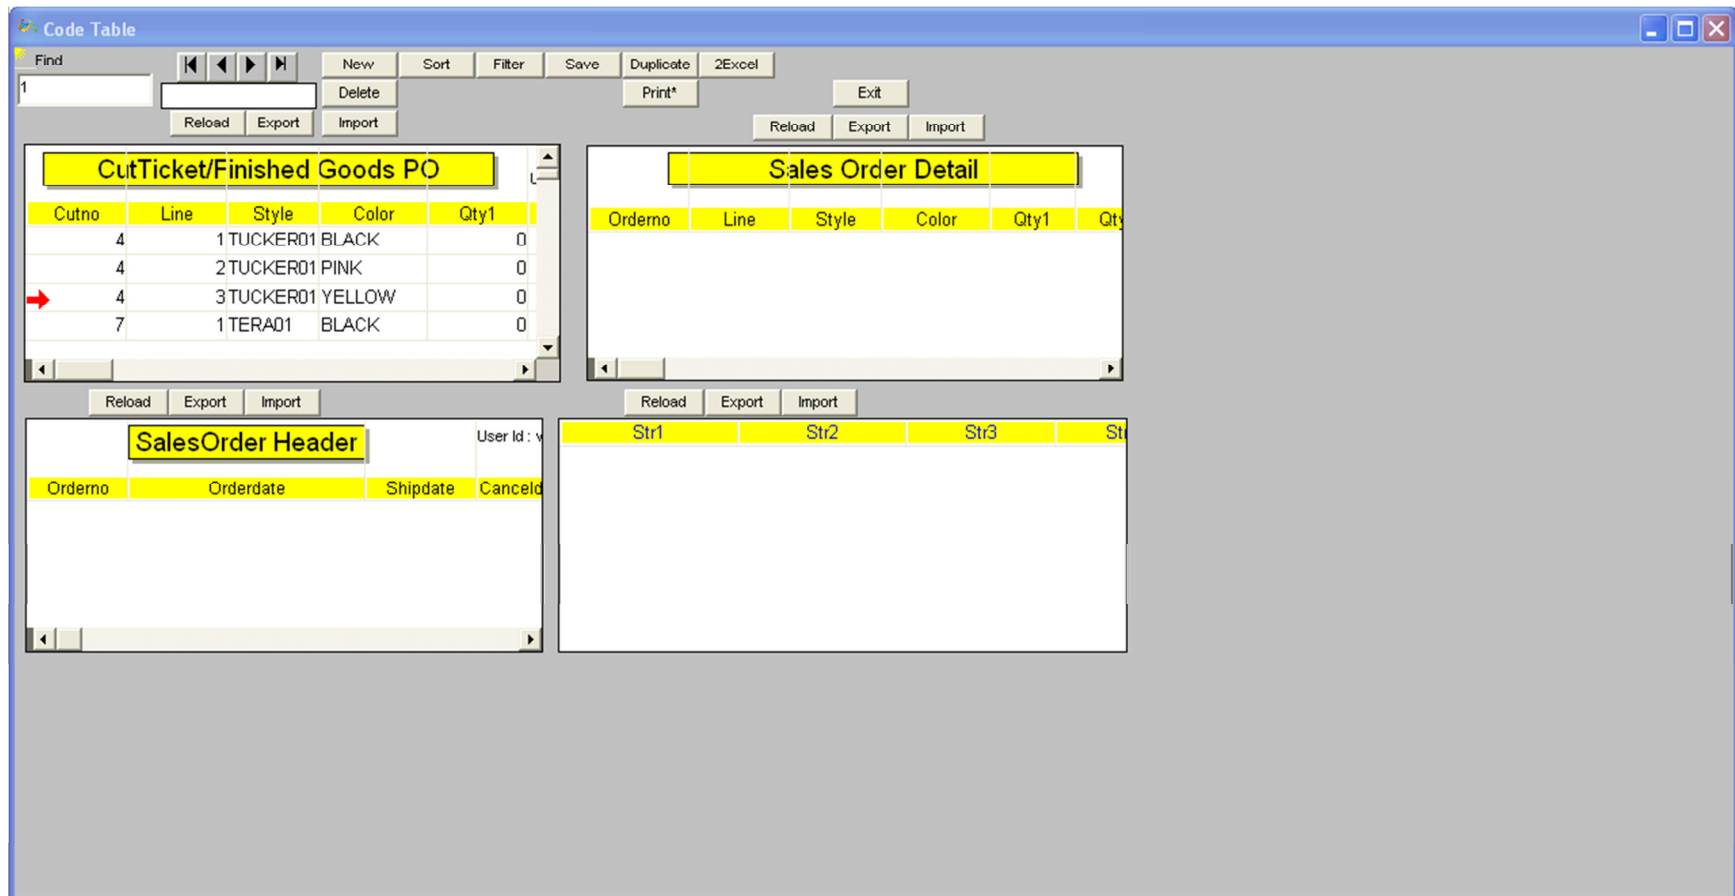 Code Table
Find
1
New Sort Filter Save Duplicate 2Excel
Delete Print* Exit
Reload Export Import
Reload Export Import
CutTicket/Finished Goods PO
Cutno Line Style Color Qty1
4 1 TUCKER01 BLACK 0
4 2 TUCKER01 PINK 0
4 3 TUCKER01 YELLOW 0
7 1 TERA01 BLACK 0
Sales Order Detail
Orderno Line Style Color Qty1 Qty
Reload Export Import
Reload Export Import
SalesOrder Header
User Id : v
Orderno Orderdate Shipdate Canceld
Str1 Str2 Str3 Str